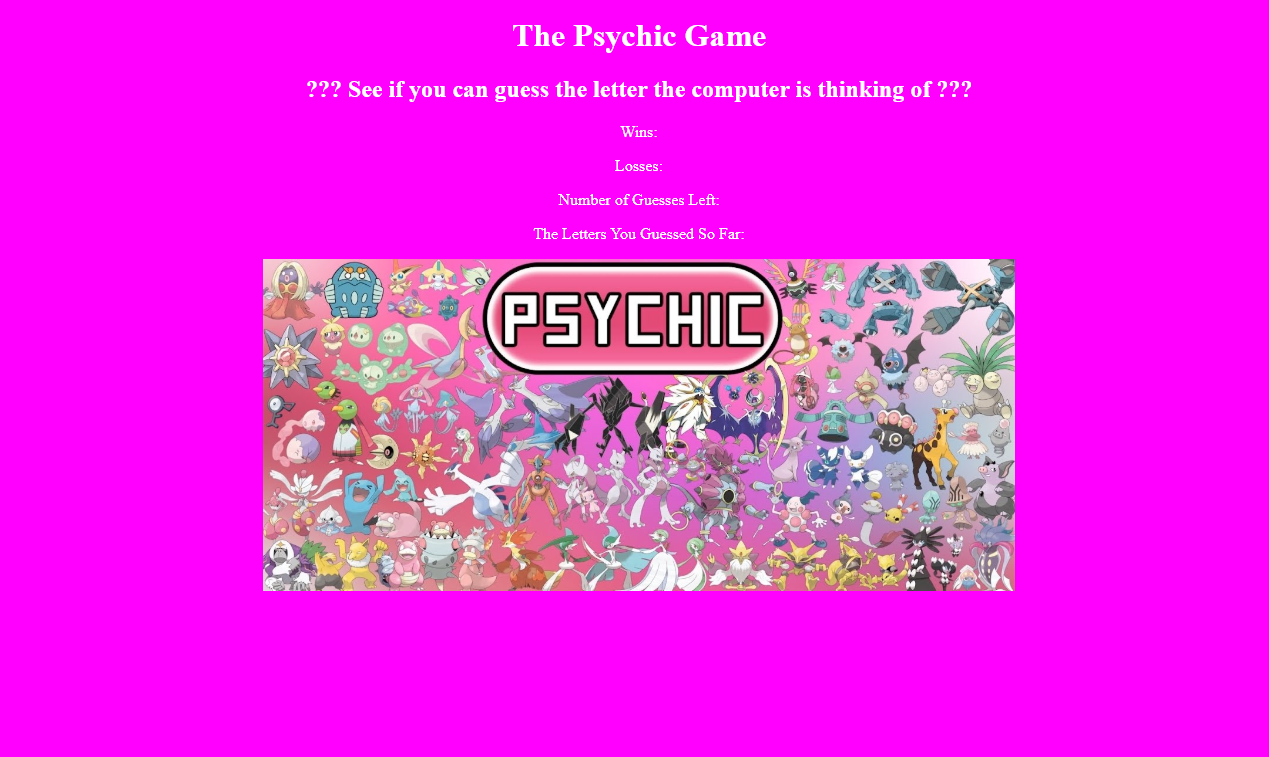 The Psychic Game
??? See if you can guess the letter the computer is thinking of ???
Wins:
Losses:
Number of Guesses Left:
The Letters You Guessed So Far:
PSYCHIC